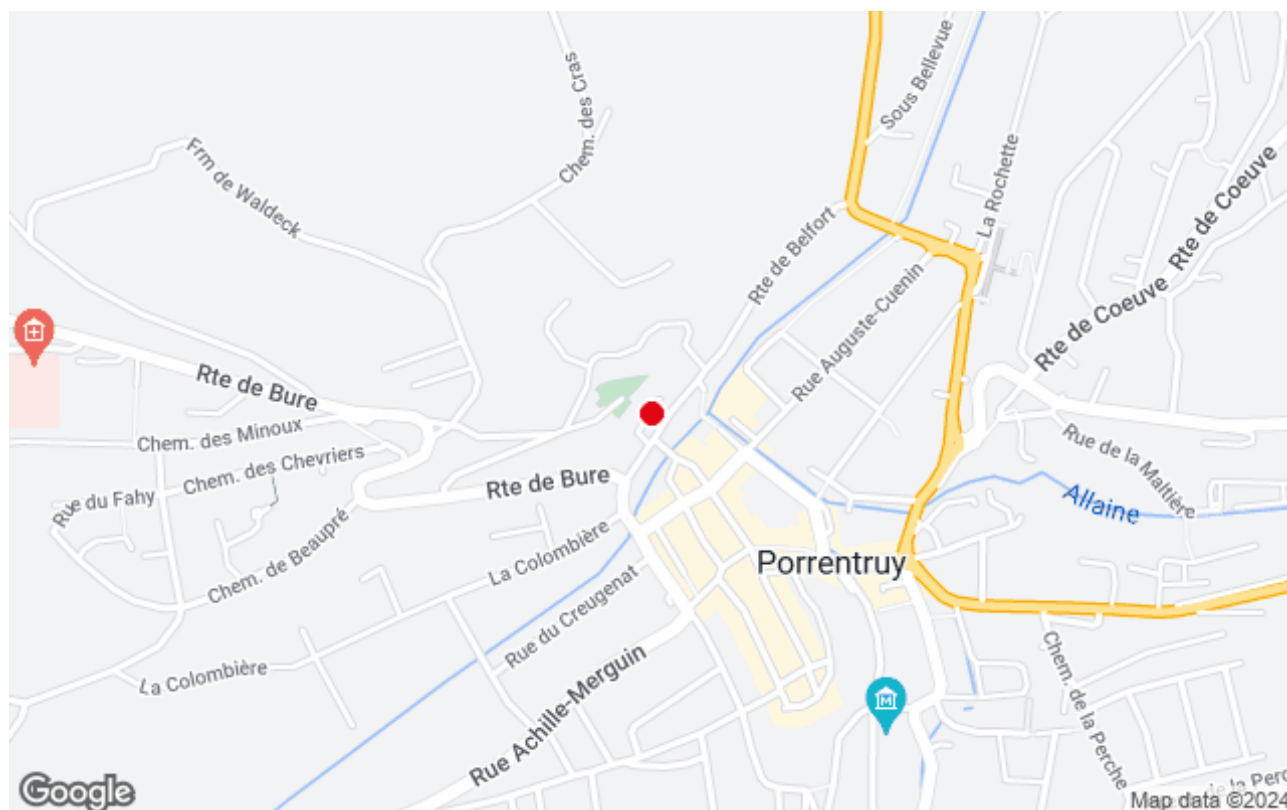 Sous Bellevue
Chem. des Cras
Frm de Waldeck
La Rochette
Rte de Coeuve
Rte de Belfort
Rte de Coeuve
Rue Auguste-Cuenin
Rte de Bure
Chem. des Minoux
Chem. des Chevriers
Rte de Bure
Rue de la Maltière
Rue du Fahy
Allaine
Chem. de Beaupré
La Colombière
Porrentruy
Rue du Creugenat
La Colombière
Rue Achille-Merguin
Chem. de la Perche
M
Google
de la Perc
Map data ©2024